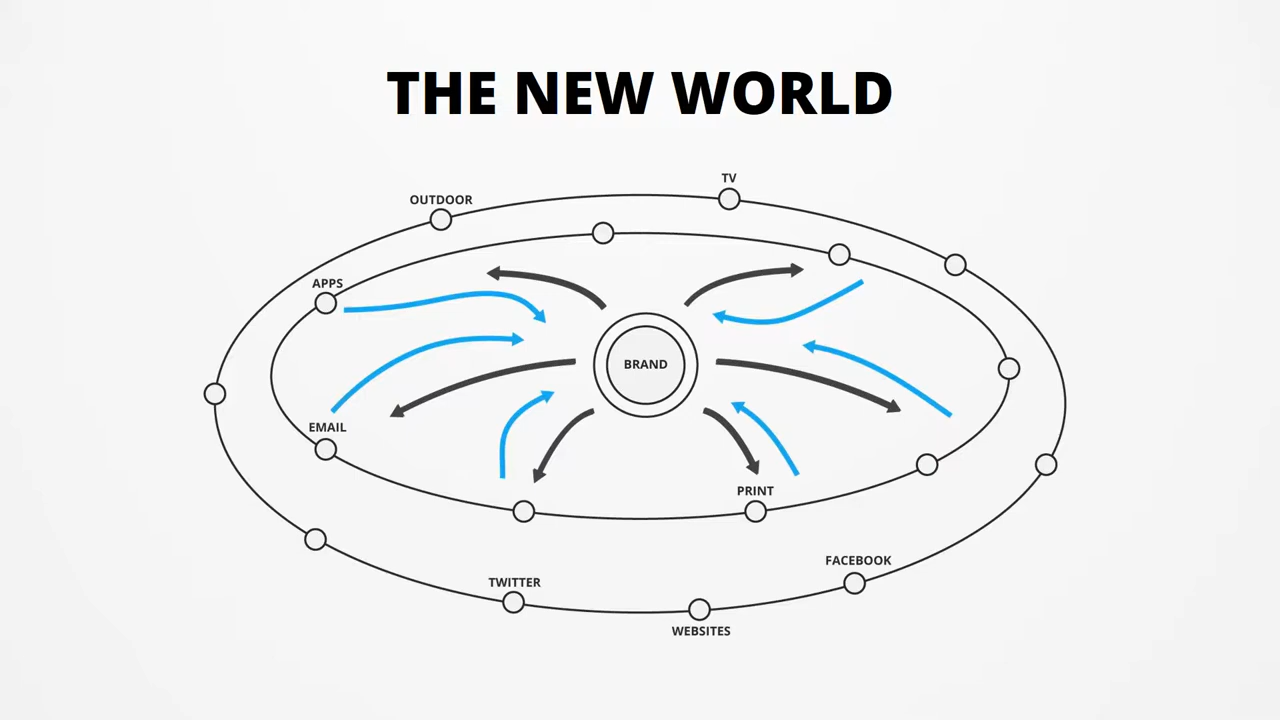 THE NEW WORLD
TV
OUTDOOR
APPS
BRAND
EMAIL
PRINT
FACEBOOK
TWITTER
WEBSITES